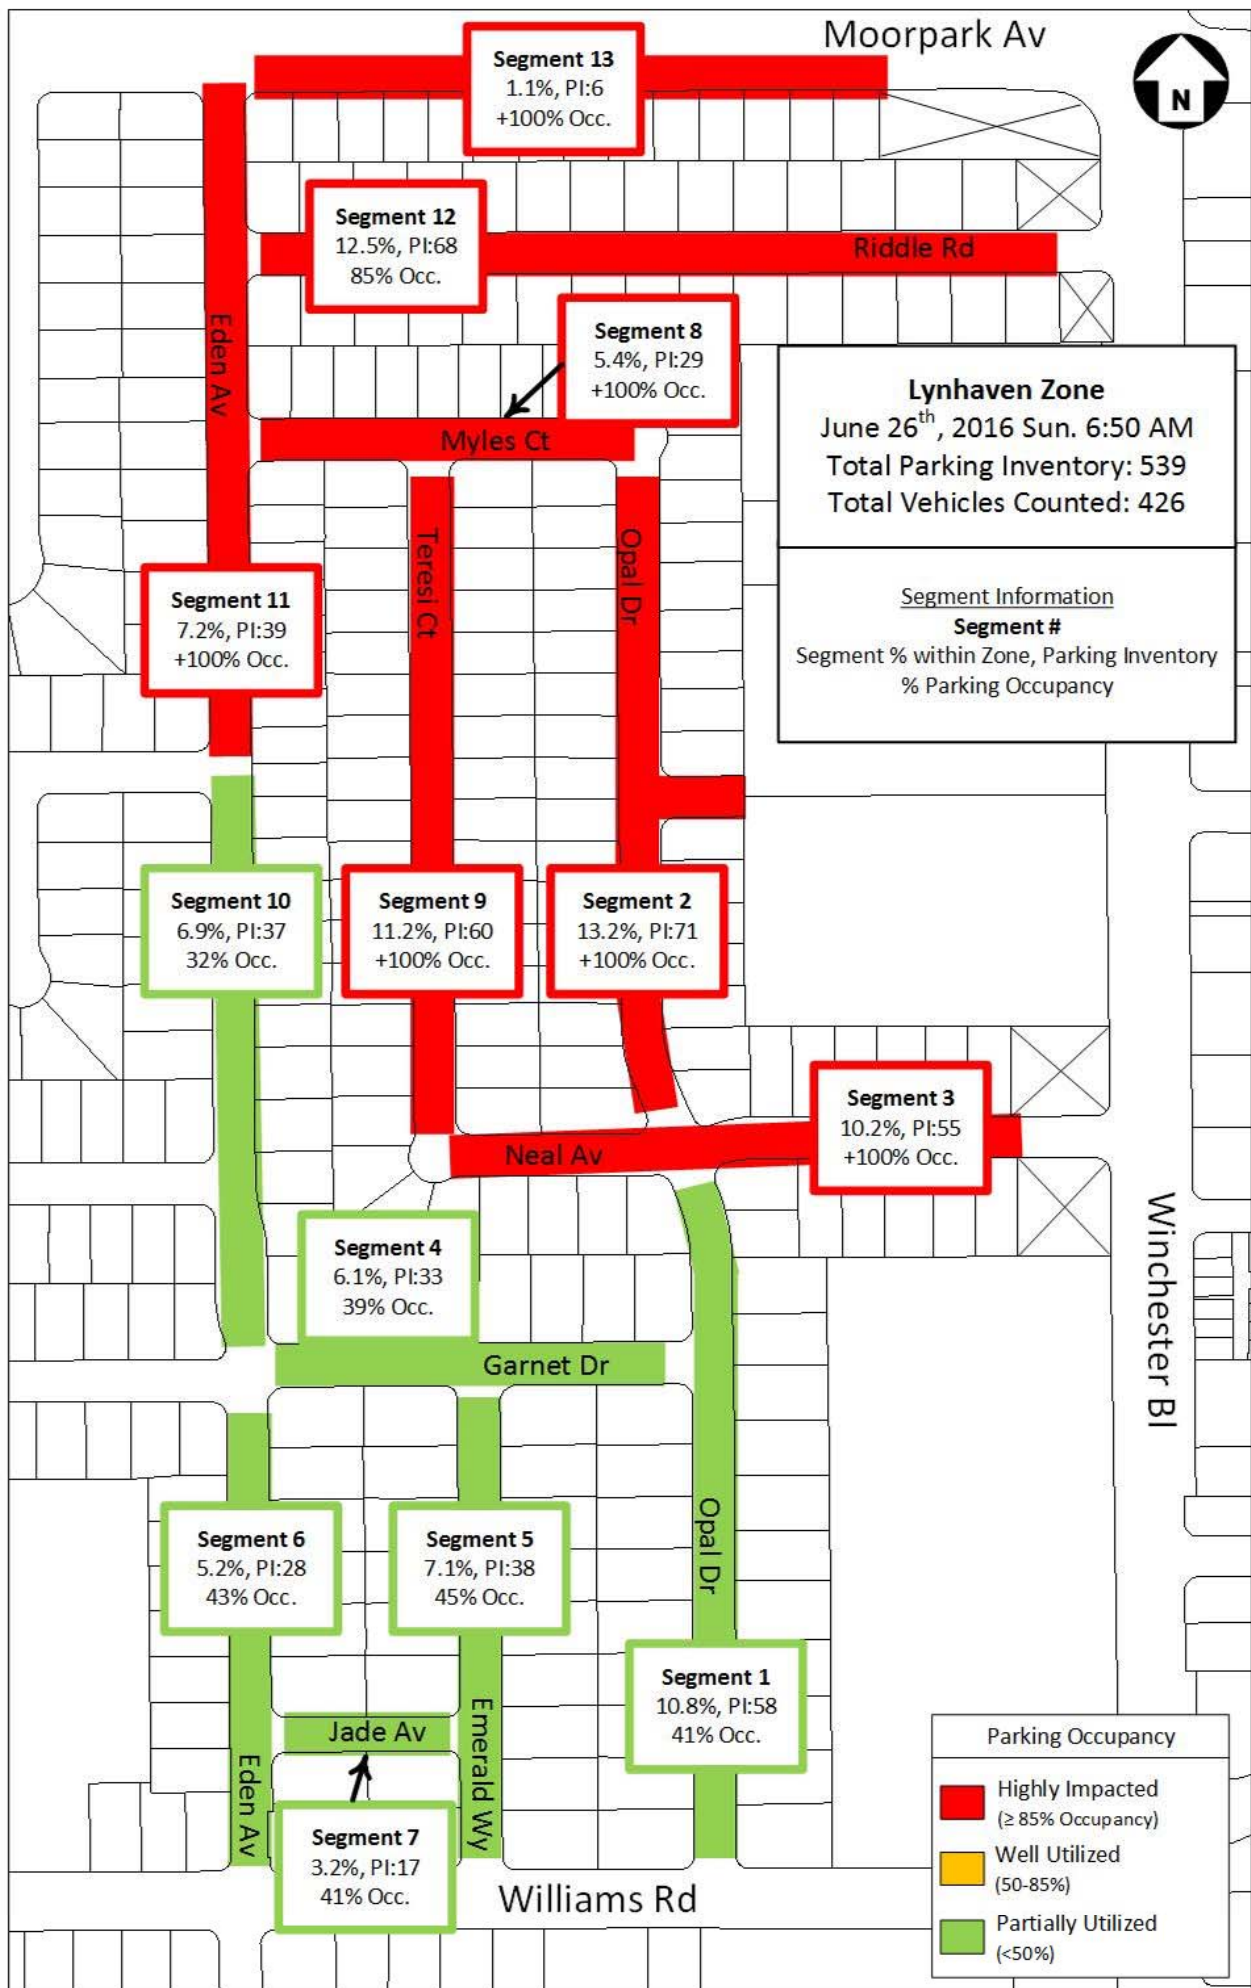 Moorpark Av
N
Segment 13
1.1%, PI:6
+100% Occ.
Segment 12
12.5%, PI:68
85% Occ.
Riddle Rd
Segment 8
5.4%, PI:29
+100% Occ.
Eden Av
Myles Ct
Lynhaven Zone
June 26th, 2016 Sun. 6:50 AM
Total Parking Inventory: 539
Total Vehicles Counted: 426
Segment Information
Segment #
Segment % within Zone, Parking Inventory
% Parking Occupancy
Teresi Ct
Opal Dr
Segment 11
7.2%, PI:39
+100% Occ.
Segment 10
6.9%, PI:37
32% Occ.
Segment 9
11.2%, PI:60
+100% Occ.
Segment 2
13.2%, PI:71
+100% Occ.
Segment 3
10.2%, PI:55
+100% Occ.
Neal Av
Winchester Bl
Segment 4
6.1%, PI:33
39% Occ.
Garnet Dr
Segment 6
5.2%, PI:28
43% Occ.
Segment 5
7.1%, PI:38
45% Occ.
Opal Dr
Segment 1
10.8%, PI:58
41% Occ.
Jade Av
Emerald Wy
Eden Av
Segment 7
3.2%, PI:17
41% Occ.
Williams Rd
Parking Occupancy
Highly Impacted
(≥ 85% Occupancy)
Well Utilized
(50-85%)
Partially Utilized
(<50%)